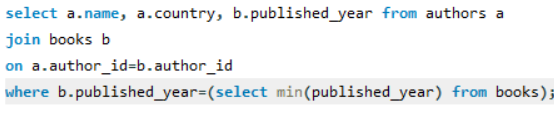 select a.name, a.country, b.published_year from authors a
join books b
on a.author_id=b.author_id
where b.published_year=(select min(published_year) from books);